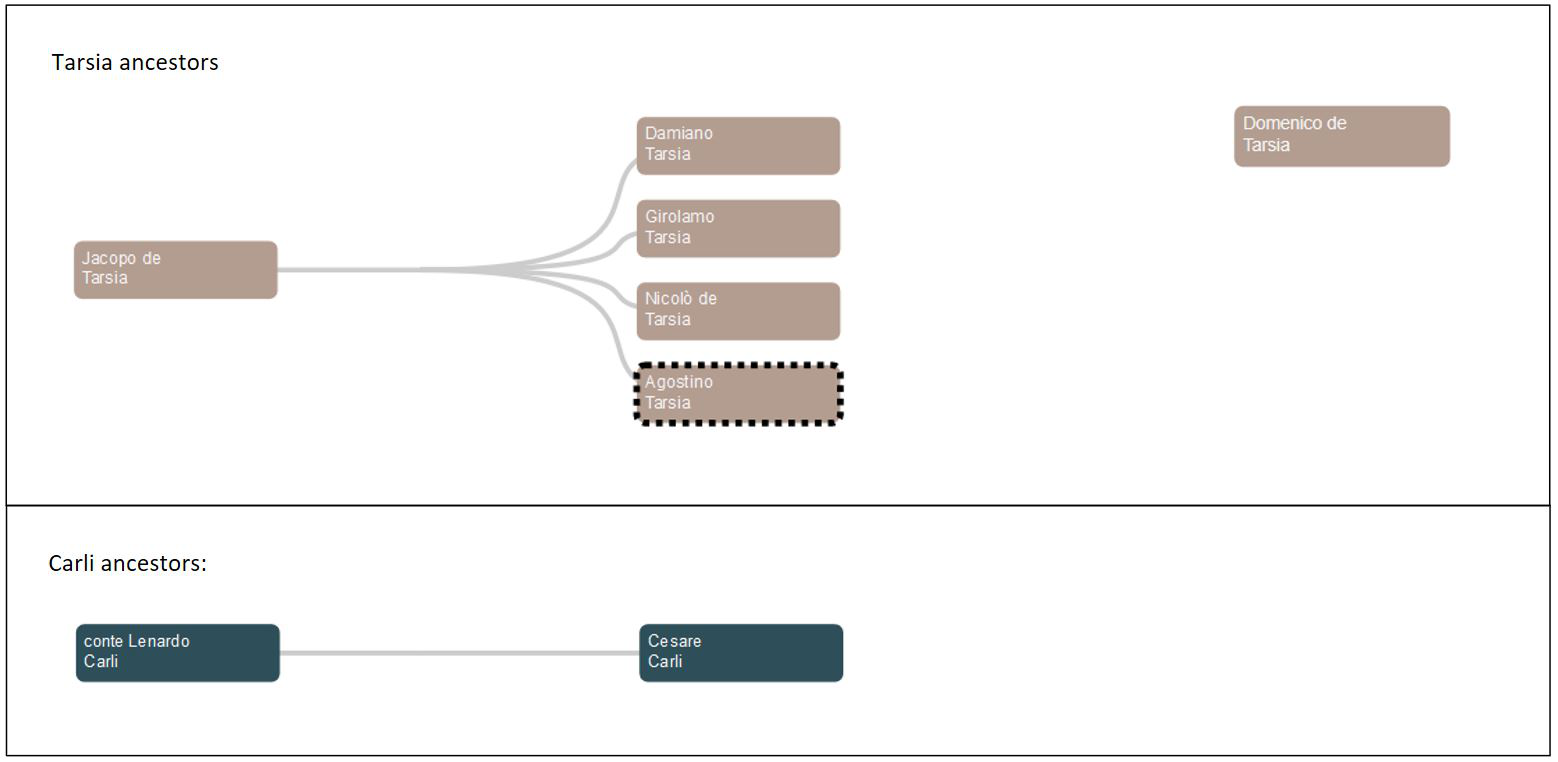 Tarsia ancestors
Damiano
Tarsia
Domenico de
Tarsia
Girolamo
Tarsia
Jacopo de
Tarsia
Nicolò de
Tarsia
Agostino
Tarsia
Carli ancestors:
conte Lenardo
Carli
Cesare
Carli